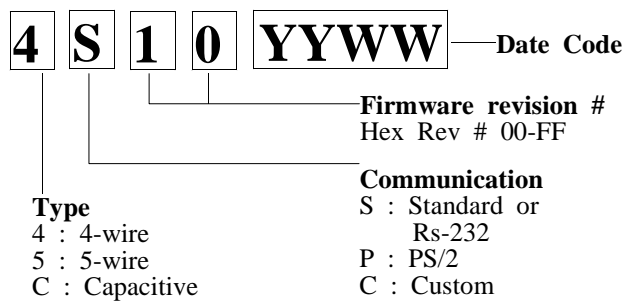 4 S 1 0 YYWW Date Code
Firmware revision #
Hex Rev # 00-FF
Communication
S : Standard or
Rs-232
P : PS/2
C : Custom
Type
4 : 4-wire
5 : 5-wire
C : Capacitive